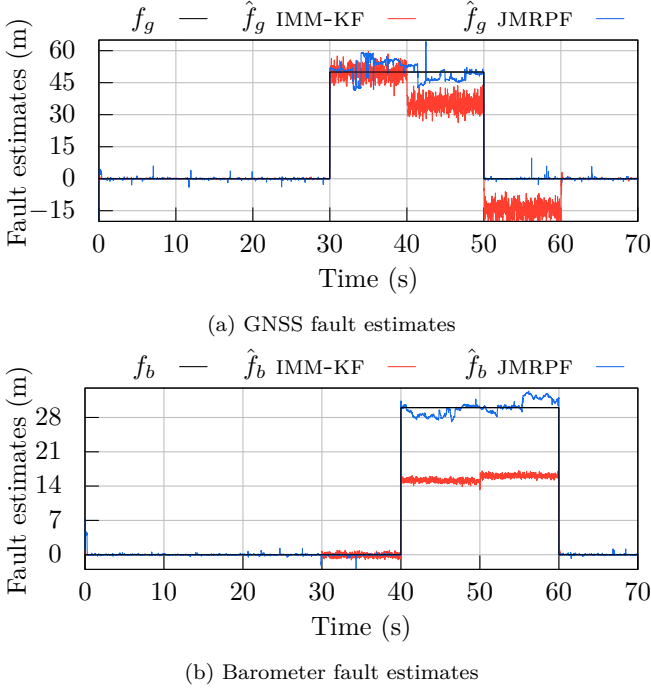 f_g f̂_g IMM-KF f̂_g JMRPF
Fault estimates (m)
60
45
30
15
0
−15
0 10 20 30 40 50 60 70
Time (s)
(a) GNSS fault estimates
f_b f̂_b IMM-KF f̂_b JMRPF
Fault estimates (m)
28
21
14
7
0
0 10 20 30 40 50 60 70
Time (s)
(b) Barometer fault estimates